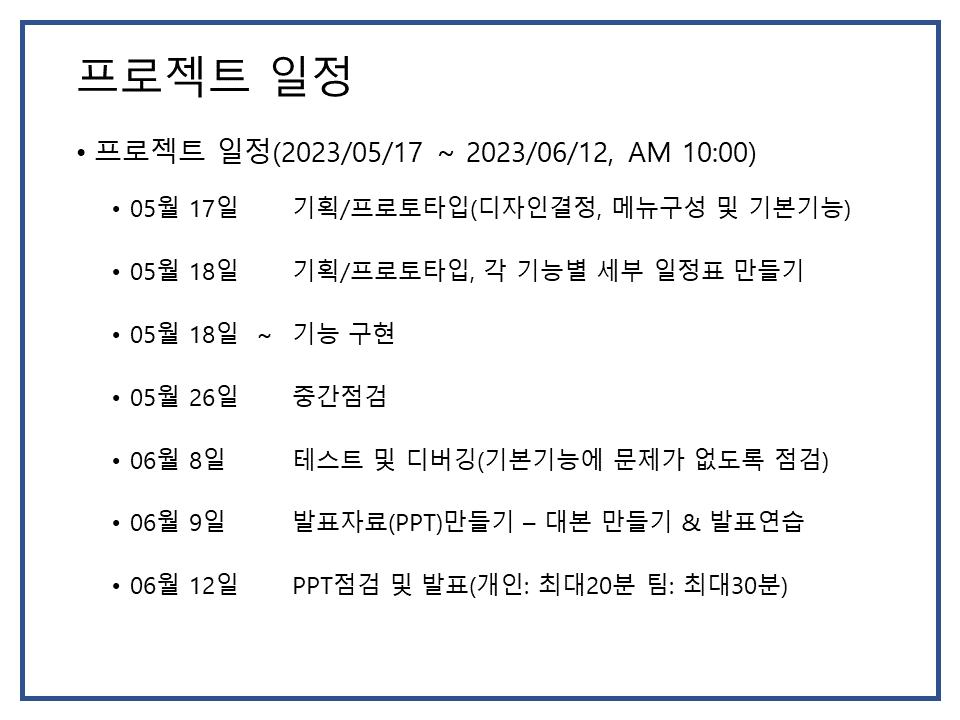 프로젝트 일정
• 프로젝트 일정(2023/05/17 ~ 2023/06/12, AM 10:00)
• 05월 17일 기획/프로토타입(디자인결정, 메뉴구성 및 기본기능)
• 05월 18일 기획/프로토타입, 각 기능별 세부 일정표 만들기
• 05월 18일 ~ 기능 구현
• 05월 26일 중간점검
• 06월 8일 테스트 및 디버깅(기본기능에 문제가 없도록 점검)
• 06월 9일 발표자료(PPT)만들기 – 대본 만들기 & 발표연습
• 06월 12일 PPT점검 및 발표(개인: 최대20분 팀: 최대30분)